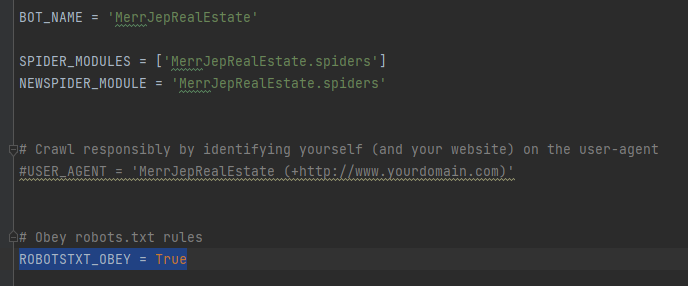 BOT_NAME = 'MerrJepRealEstate'
SPIDER_MODULES = ['MerrJepRealEstate.spiders']
NEWSPIDER_MODULE = 'MerrJepRealEstate.spiders'
# Crawl responsibly by identifying yourself (and your website) on the user-agent
#USER_AGENT = 'MerrJepRealEstate (+http://www.yourdomain.com)'
# Obey robots.txt rules
ROBOTSTXT_OBEY = True